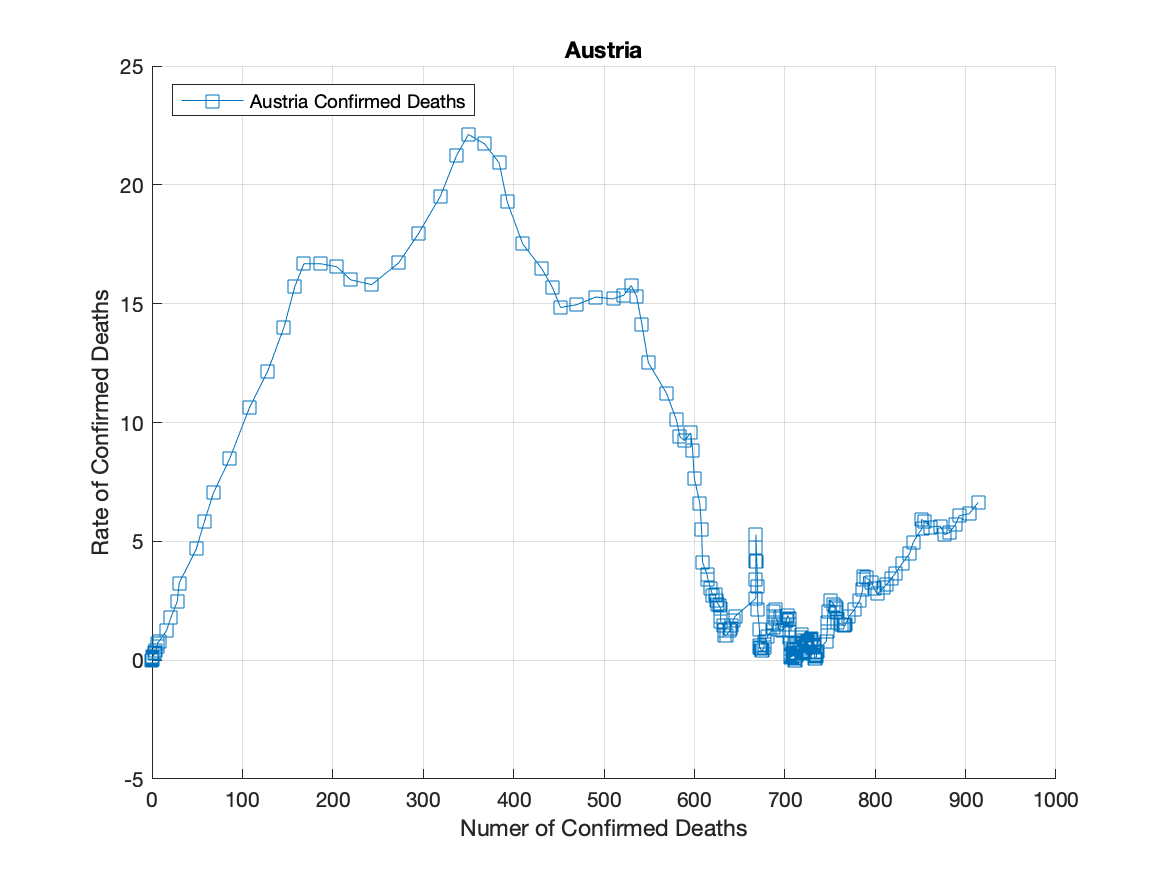 Austria
Austria Confirmed Deaths
Rate of Confirmed Deaths
25
20
15
10
5
0
-5
0 100 200 300 400 500 600 700 800 900 1000
Numer of Confirmed Deaths